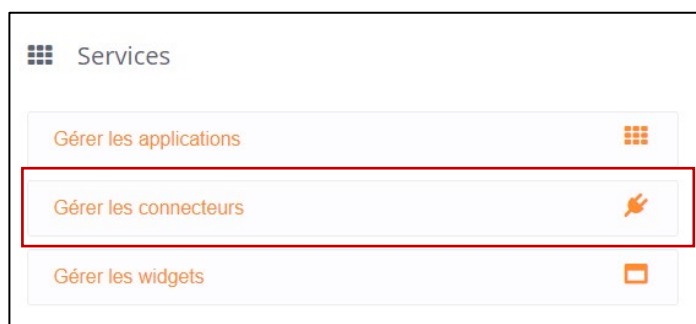 Services
Gérer les applications
Gérer les connecteurs
Gérer les widgets